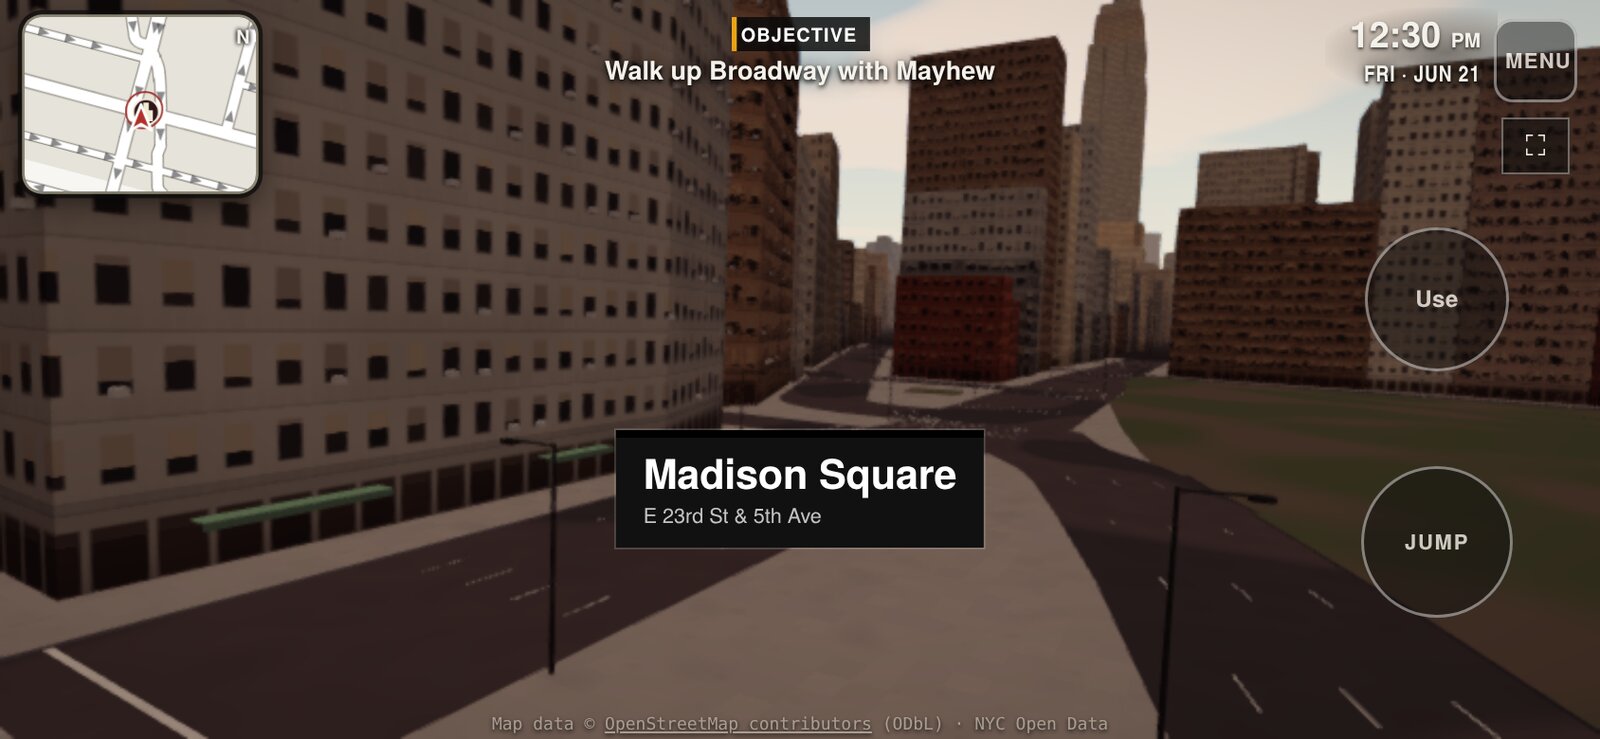 N
OBJECTIVE
Walk up Broadway with Mayhew
12:30 PM
FRI · JUN 21
MENU
Use
Madison Square
E 23rd St & 5th Ave
JUMP
Map data © OpenStreetMap contributors (ODbL) · NYC Open Data